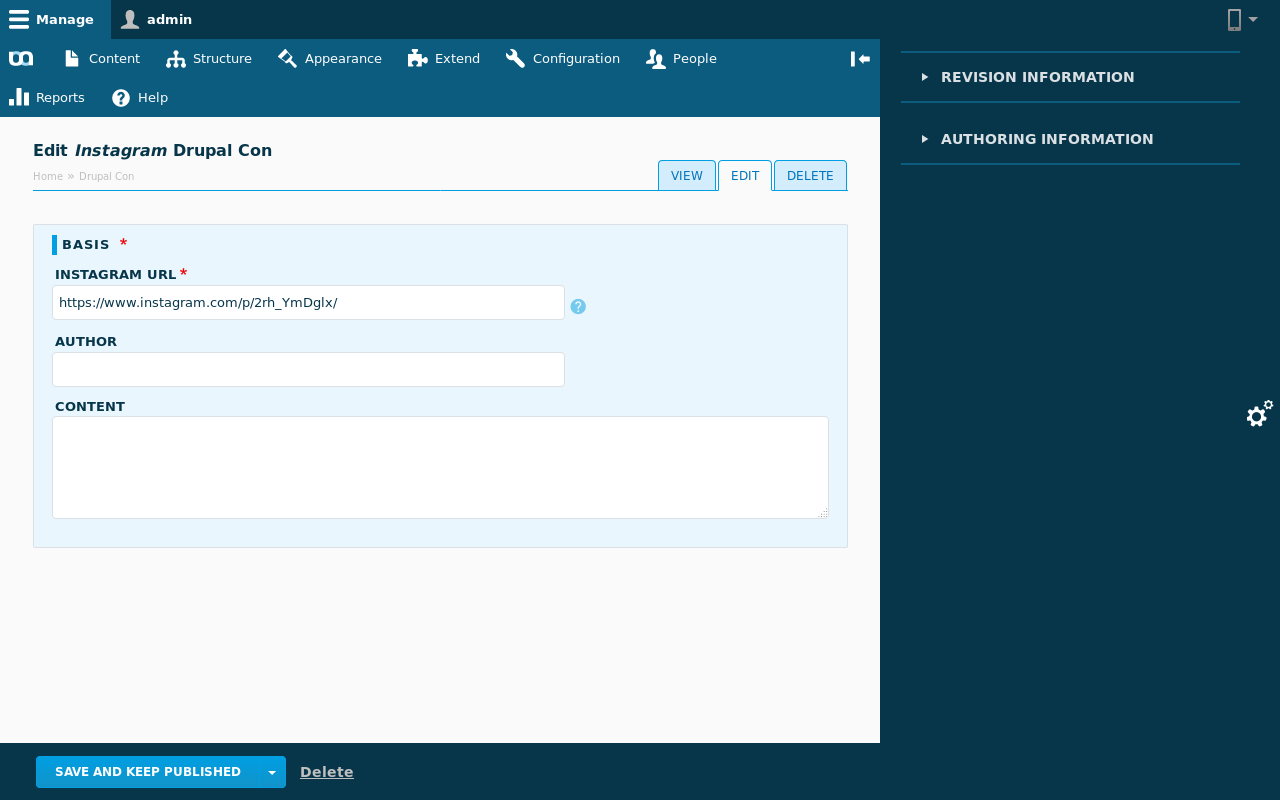 Manage admin
Content Structure Appearance Extend Configuration People
Reports Help
REVISION INFORMATION
AUTHORING INFORMATION
Edit Instagram Drupal Con
Home » Drupal Con
VIEW EDIT DELETE
BASIS *
INSTAGRAM URL *
https://www.instagram.com/p/2rh_YmDglx/
?
AUTHOR
CONTENT
SAVE AND KEEP PUBLISHED Delete